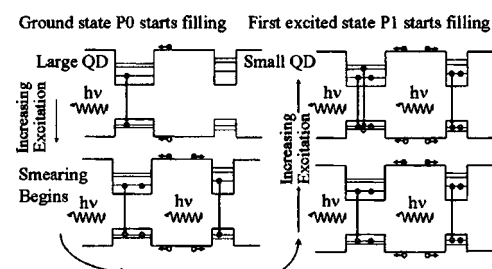 Ground state P0 starts filling
First excited state P1 starts filling
Large QD
Small QD
hν
hν
hν
Increasing
Excitation
Increasing
Excitation
Smearing
Begins
hν
hν
hν
hν